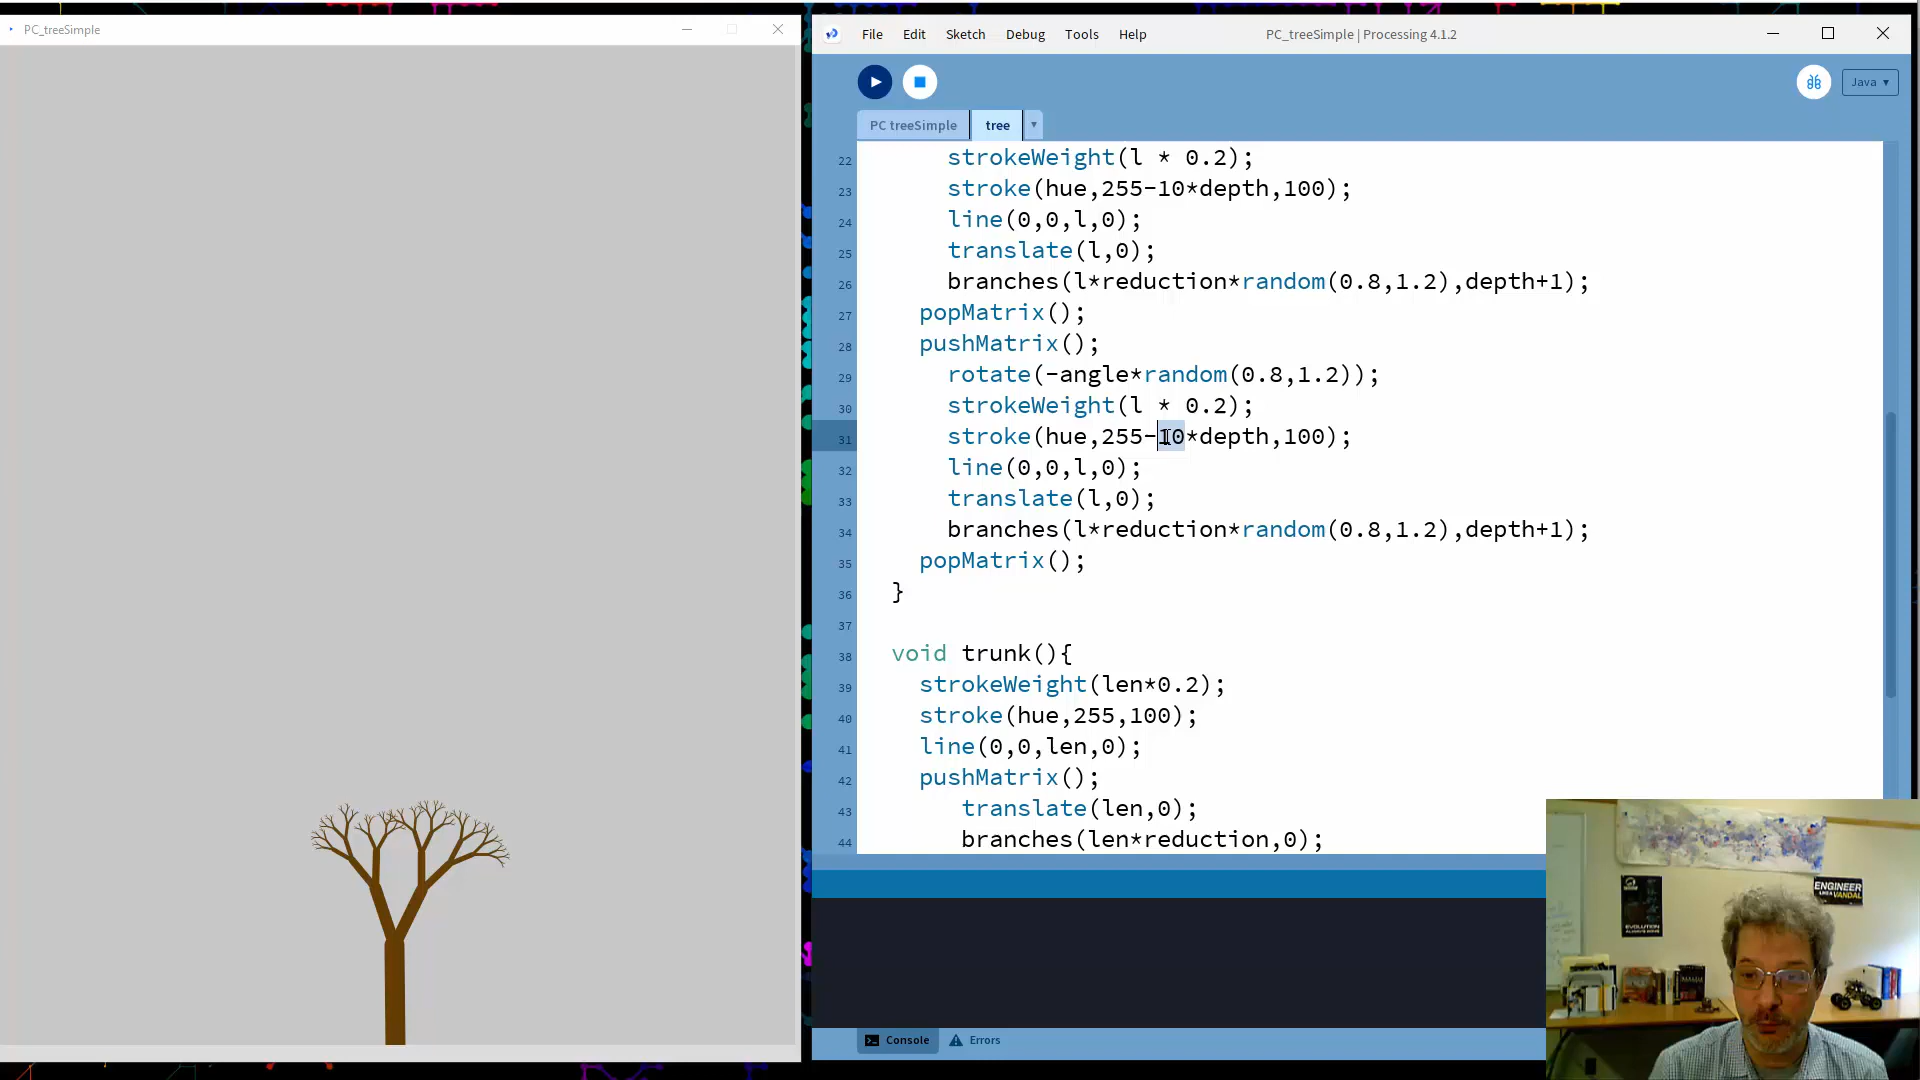 PC_treeSimple
File Edit Sketch Debug Tools Help
PC_treeSimple | Processing 4.1.2
Java ▾
PC treeSimple tree ▾
22 strokeWeight(l * 0.2);
23 stroke(hue,255-10*depth,100);
24 line(0,0,l,0);
25 translate(l,0);
26 branches(l*reduction*random(0.8,1.2),depth+1);
27 popMatrix();
28 pushMatrix();
29 rotate(-angle*random(0.8,1.2));
30 strokeWeight(l * 0.2);
31 stroke(hue,255-10*depth,100);
32 line(0,0,l,0);
33 translate(l,0);
34 branches(l*reduction*random(0.8,1.2),depth+1);
35 popMatrix();
36 }
37
38 void trunk(){
39 strokeWeight(len*0.2);
40 stroke(hue,255,100);
41 line(0,0,len,0);
42 pushMatrix();
43 translate(len,0);
44 branches(len*reduction,0);
Console Errors
ENGINEER
LIKE A
VANDAL
EVOLUTION